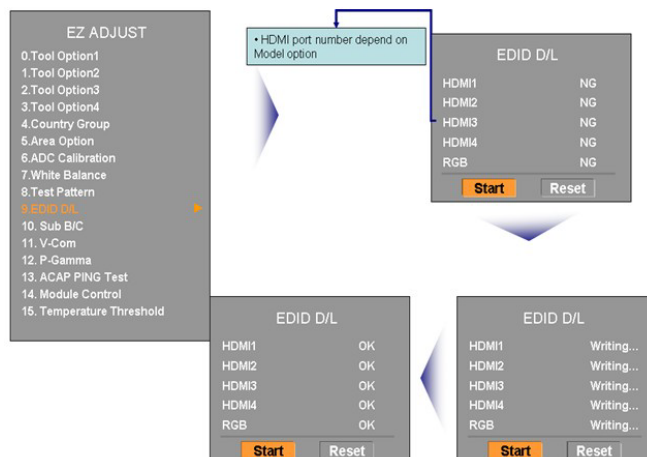 EZ ADJUST
0.Tool Option1
1.Tool Option2
2.Tool Option3
3.Tool Option4
4.Country Group
5.Area Option
6.ADC Calibration
7.White Balance
8.Test Pattern
9.EDID D/L
10. Sub B/C
11. V-Com
12. P-Gamma
13. ACAP PING Test
14. Module Control
15. Temperature Threshold
• HDMI port number depend on
Model option
EDID D/L
HDMI1 NG
HDMI2 NG
HDMI3 NG
HDMI4 NG
RGB NG
Start Reset
EDID D/L
HDMI1 Writing...
HDMI2 Writing...
HDMI3 Writing...
HDMI4 Writing...
RGB Writing...
Start Reset
EDID D/L
HDMI1 OK
HDMI2 OK
HDMI3 OK
HDMI4 OK
RGB OK
Start Reset